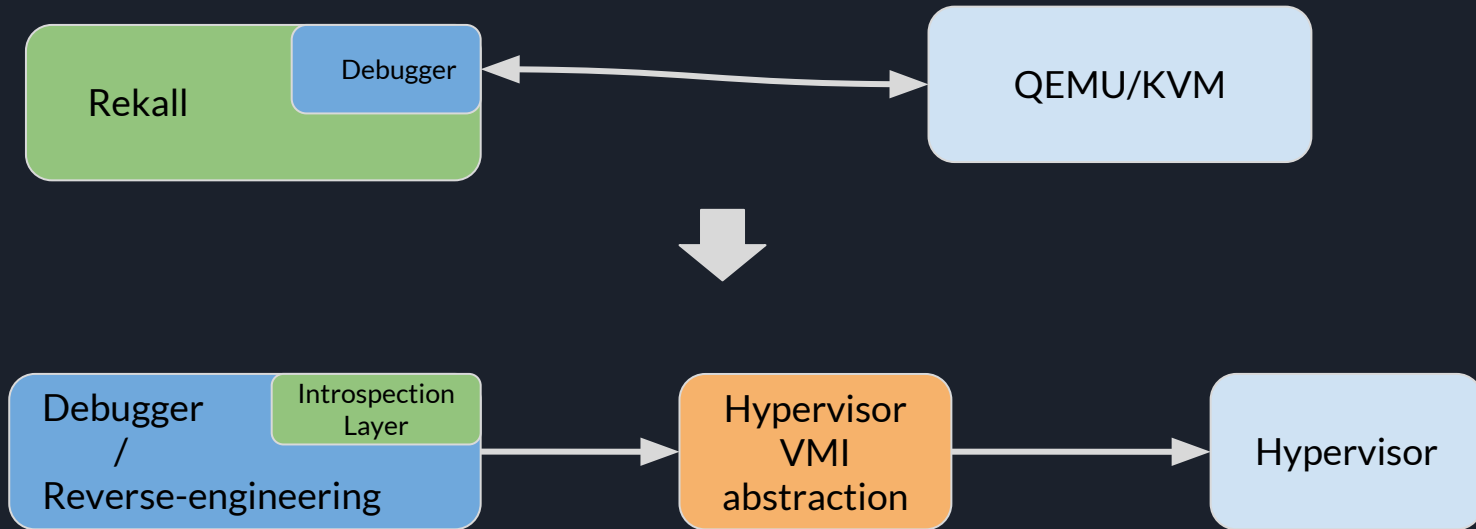 Rekall
Debugger
QEMU/KVM
Debugger
/
Reverse-engineering
Introspection
Layer
Hypervisor
VMI
abstraction
Hypervisor